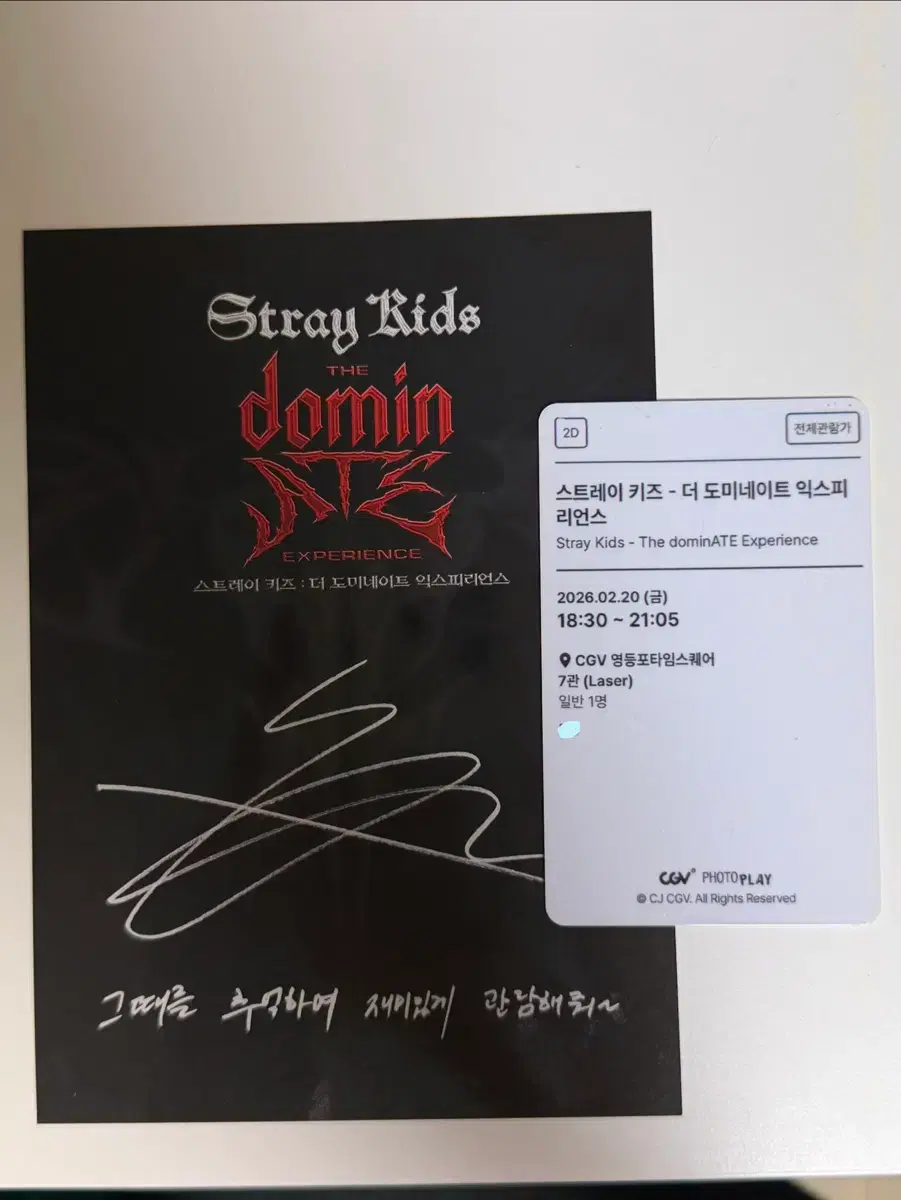 Stray Kids
THE
domin
ATE
EXPERIENCE
스트레이 키즈 : 더 도미네이트 익스피리언스
그때를 추억하며 재미있게 관람해줘~
2D
전체관람가
스트레이 키즈 - 더 도미네이트 익스피
리언스
Stray Kids - The dominATE Experience
2026.02.20 (금)
18:30 ~ 21:05
CGV 영등포타임스퀘어
7관 (Laser)
일반 1명
CGV PHOTOPLAY
© CJ CGV. All Rights Reserved